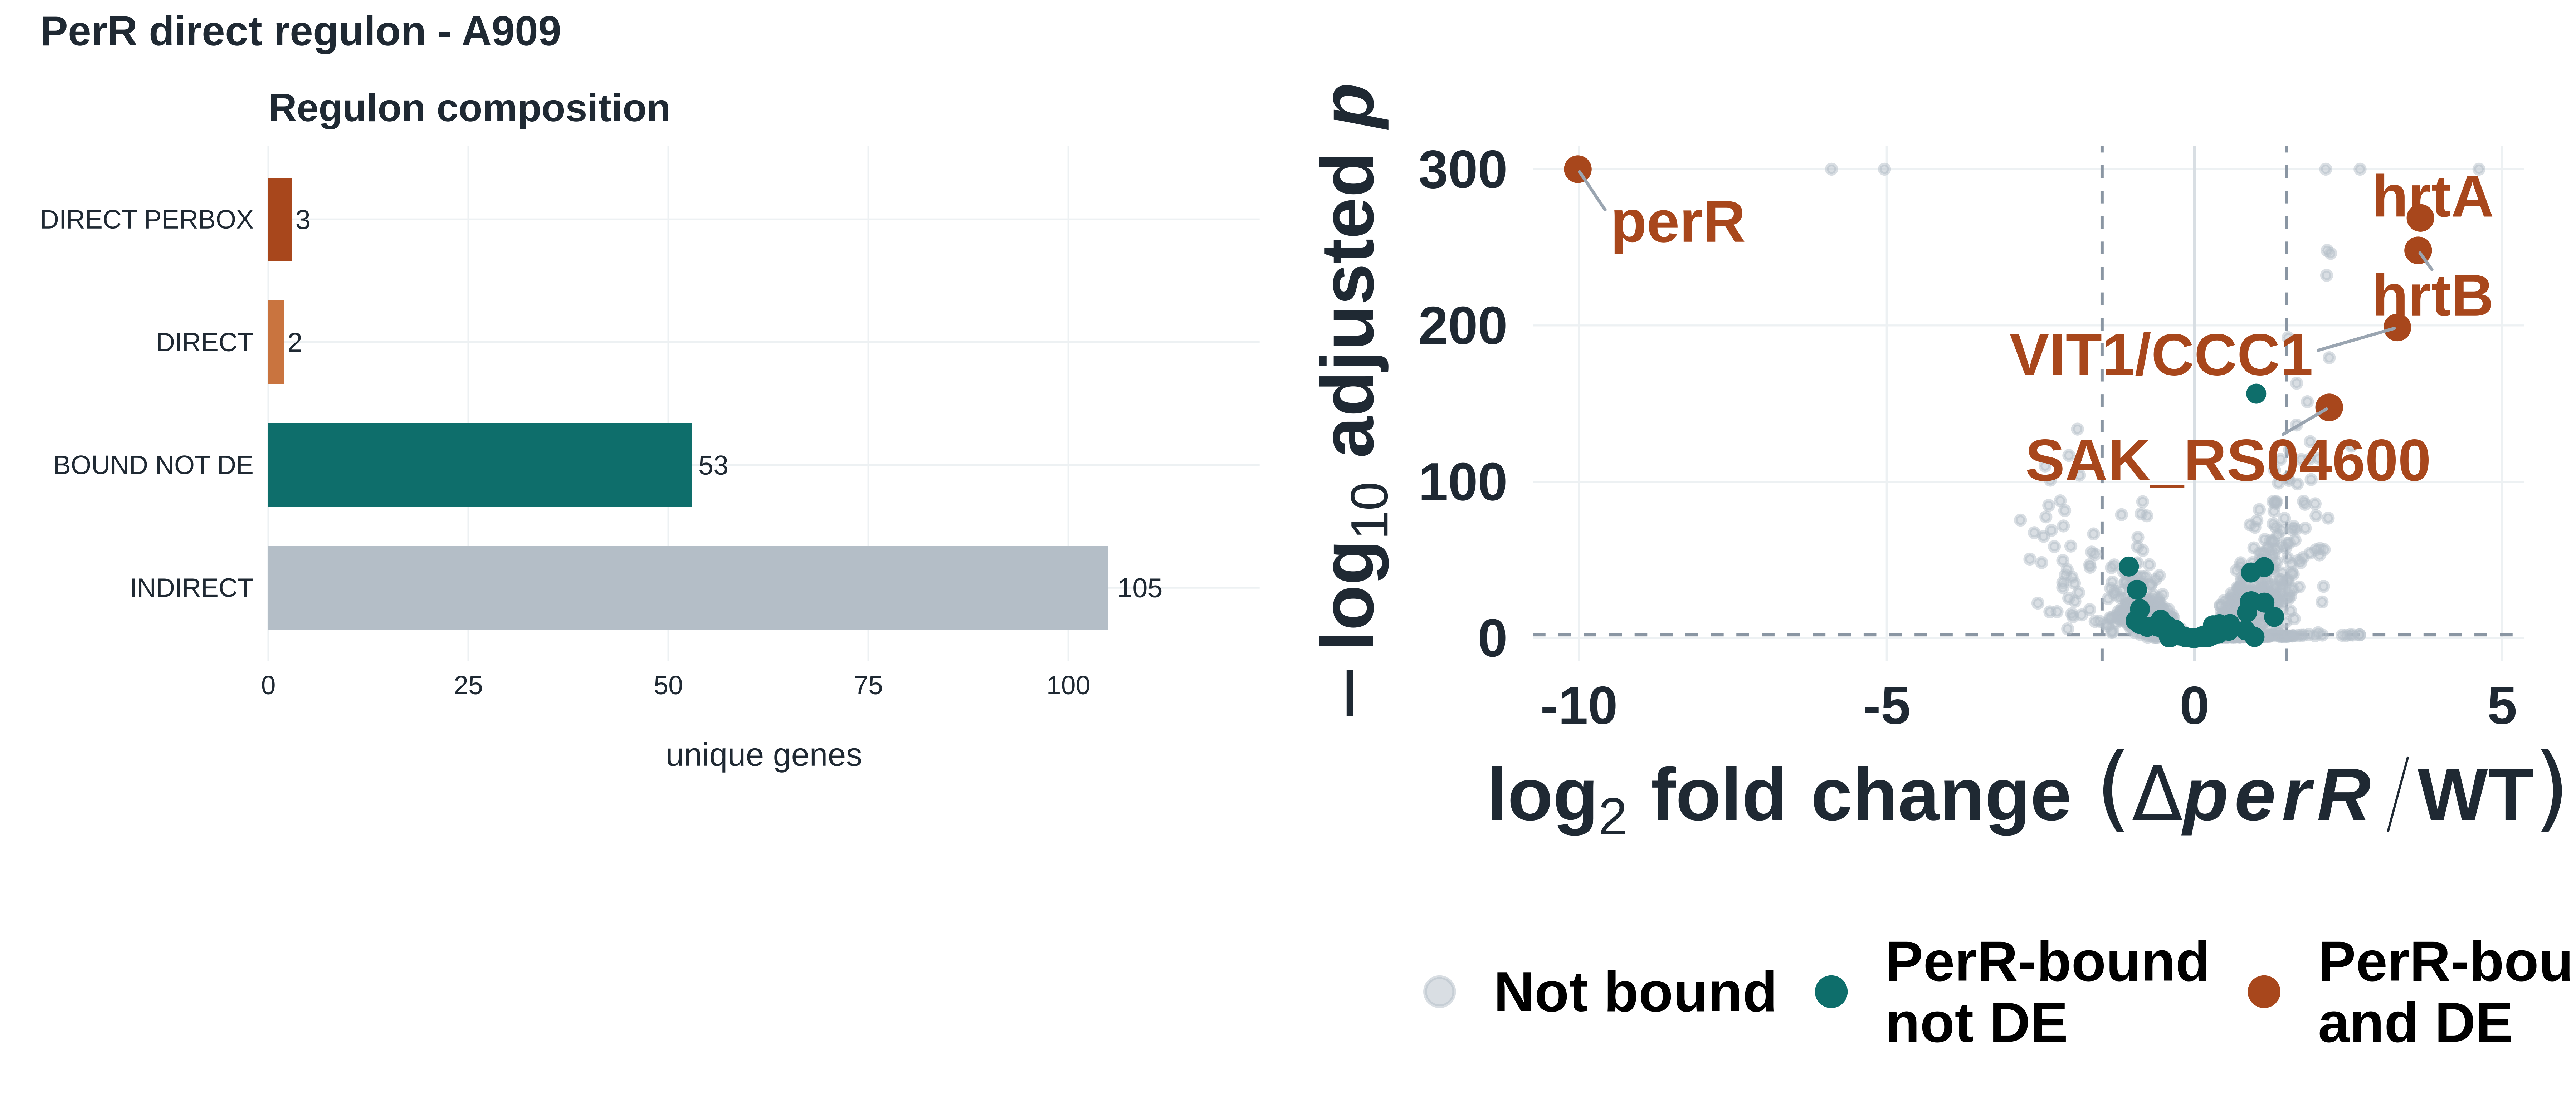 PerR direct regulon - A909
Regulon composition
DIRECT PERBOX
3
DIRECT
2
BOUND NOT DE
53
INDIRECT
105
0
25
50
75
100
unique genes
− log10 adjusted p
300
200
100
0
perR
hrtA
hrtB
VIT1/CCC1
SAK_RS04600
-10
-5
0
5
log2 fold change (ΔperR/WT)
Not bound
PerR-bound
not DE
PerR-bou
and DE